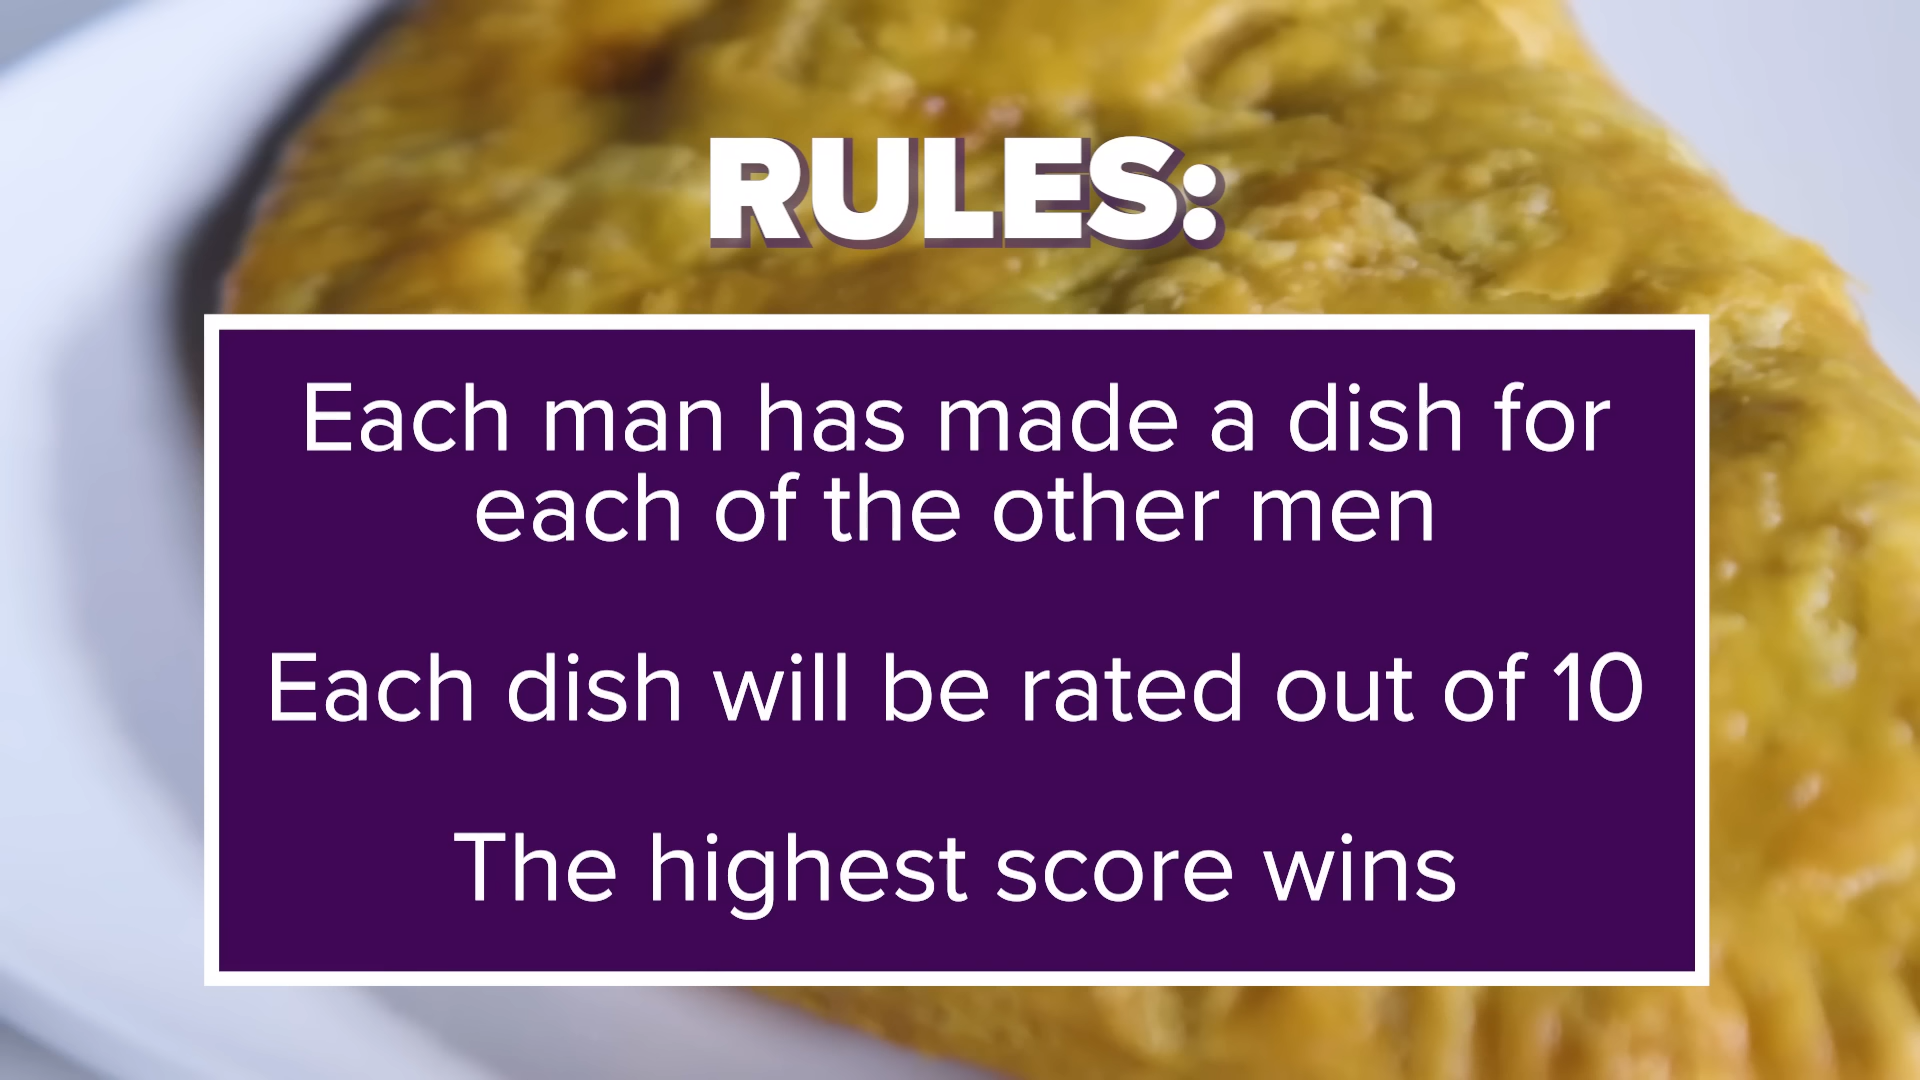 RULES:
Each man has made a dish for
each of the other men
Each dish will be rated out of 10
The highest score wins